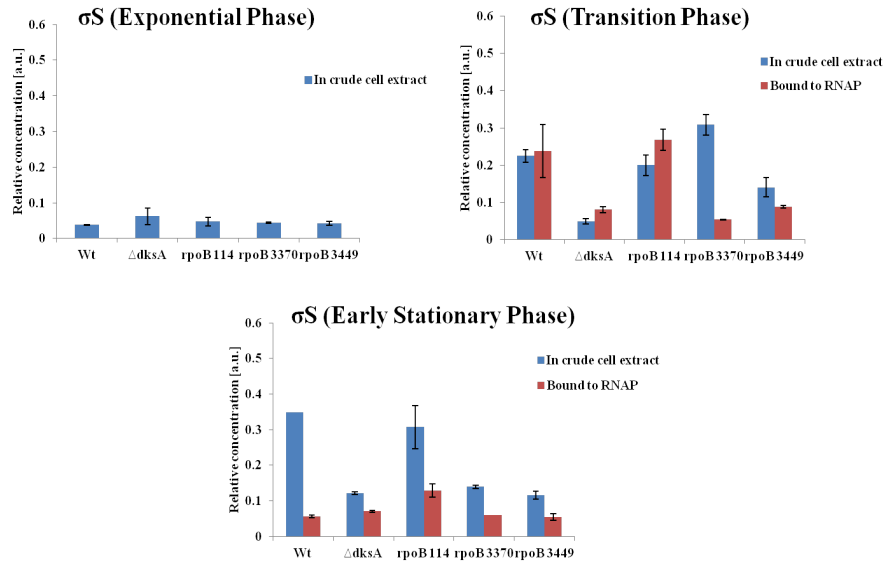 σS (Exponential Phase)
Relative concentration [a.u.]
0.6
0.5
0.4
0.3
0.2
0.1
0
In crude cell extract
Wt
△dksA
rpoB114
rpoB3370
rpoB3449
σS (Transition Phase)
Relative concentration [a.u.]
0.6
0.5
0.4
0.3
0.2
0.1
0
In crude cell extract
Bound to RNAP
Wt
△dksA
rpoB114
rpoB3370
rpoB3449
σS (Early Stationary Phase)
Relative concentration [a.u.]
0.6
0.5
0.4
0.3
0.2
0.1
0
In crude cell extract
Bound to RNAP
Wt
△dksA
rpoB114
rpoB3370
rpoB3449